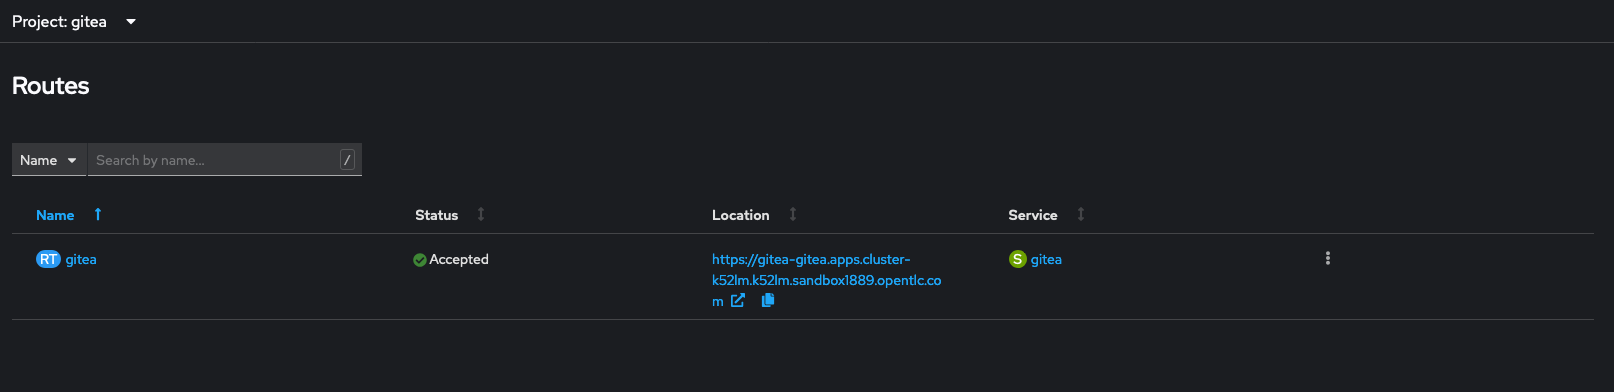 Project: gitea
Routes
Name Search by name... /
Name Status Location Service
RT gitea Accepted https://gitea-gitea.apps.cluster- S gitea
k52lm.k52lm.sandbox1889.opentlc.co
m